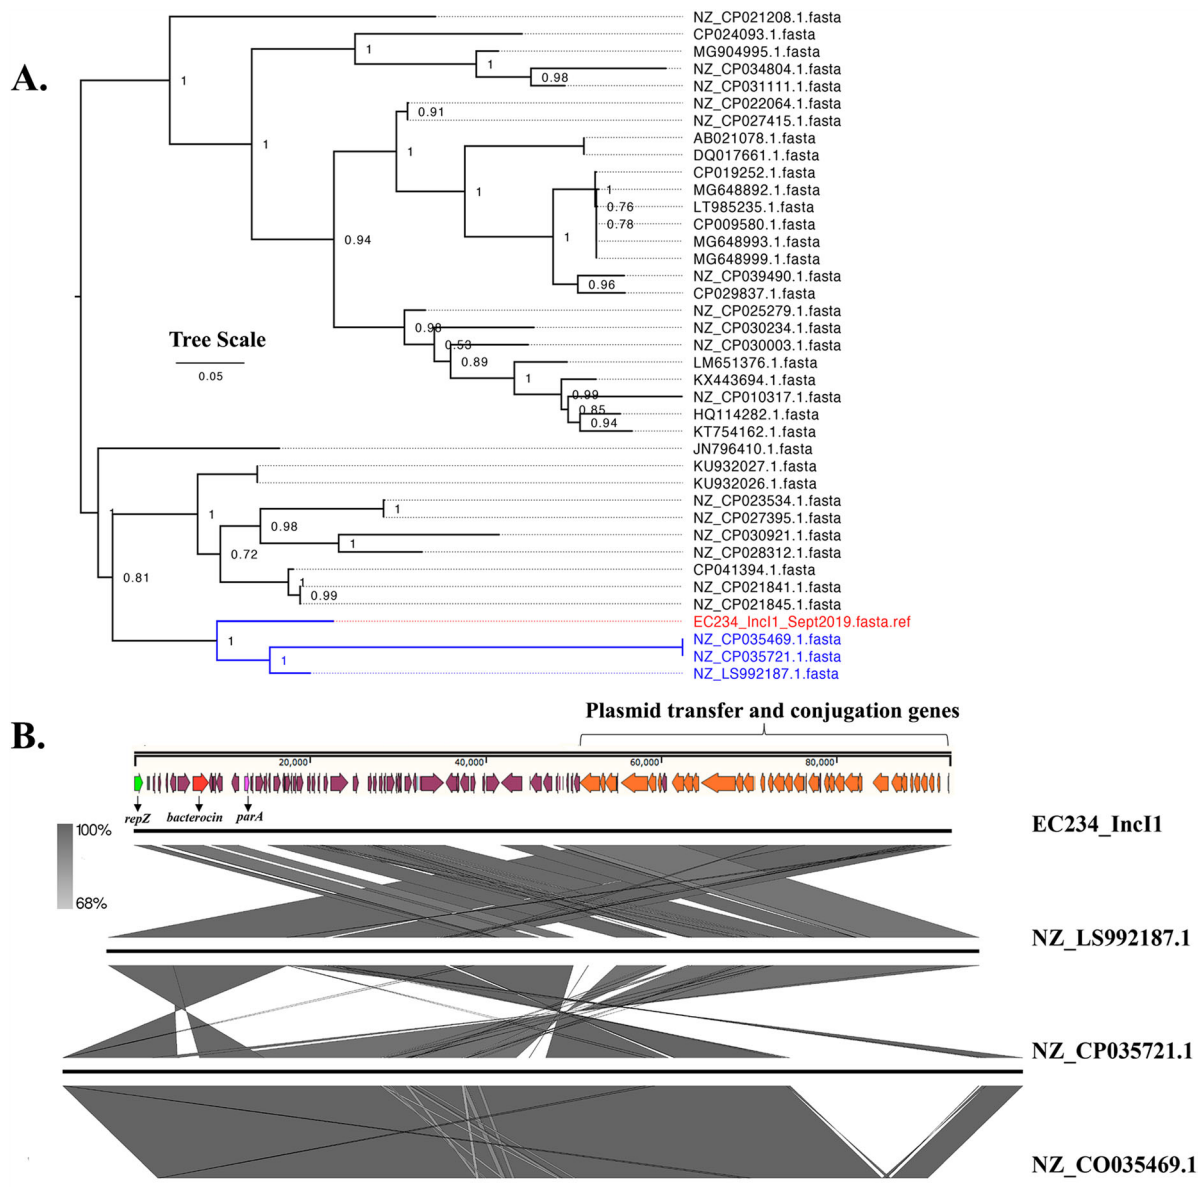 A.
NZ_CP021208.1.fasta
CP024093.1.fasta
1
MG904995.1.fasta
1
1
NZ_CP034804.1.fasta
0.98
NZ_CP031111.1.fasta
NZ_CP022064.1.fasta
0.91
NZ_CP027415.1.fasta
AB021078.1.fasta
1
1
DQ017661.1.fasta
CP019252.1.fasta
1
1
MG648892.1.fasta
0.76
LT985235.1.fasta
0.78
CP009580.1.fasta
0.94
1
MG648993.1.fasta
MG648999.1.fasta
NZ_CP039490.1.fasta
0.96
CP029837.1.fasta
NZ_CP025279.1.fasta
0.98
NZ_CP030234.1.fasta
Tree Scale
0.53
NZ_CP030003.1.fasta
0.89
LM651376.1.fasta
0.05
1
KX443694.1.fasta
0.99
NZ_CP010317.1.fasta
0.85
HQ114282.1.fasta
0.94
KT754162.1.fasta
JN796410.1.fasta
KU932027.1.fasta
KU932026.1.fasta
NZ_CP023534.1.fasta
1
1
1
NZ_CP027395.1.fasta
0.98
NZ_CP030921.1.fasta
1
0.72
NZ_CP028312.1.fasta
0.81
CP041394.1.fasta
1
NZ_CP021841.1.fasta
0.99
NZ_CP021845.1.fasta
EC234_IncI1_Sept2019.fasta.ref
1
NZ_CP035469.1.fasta
1
NZ_CP035721.1.fasta
NZ_LS992187.1.fasta
B.
Plasmid transfer and conjugation genes
20,000 40,000 60,000 80,000
repZ bacterocin parA
100%
EC234_IncI1
68%
NZ_LS992187.1
NZ_CP035721.1
NZ_CO035469.1